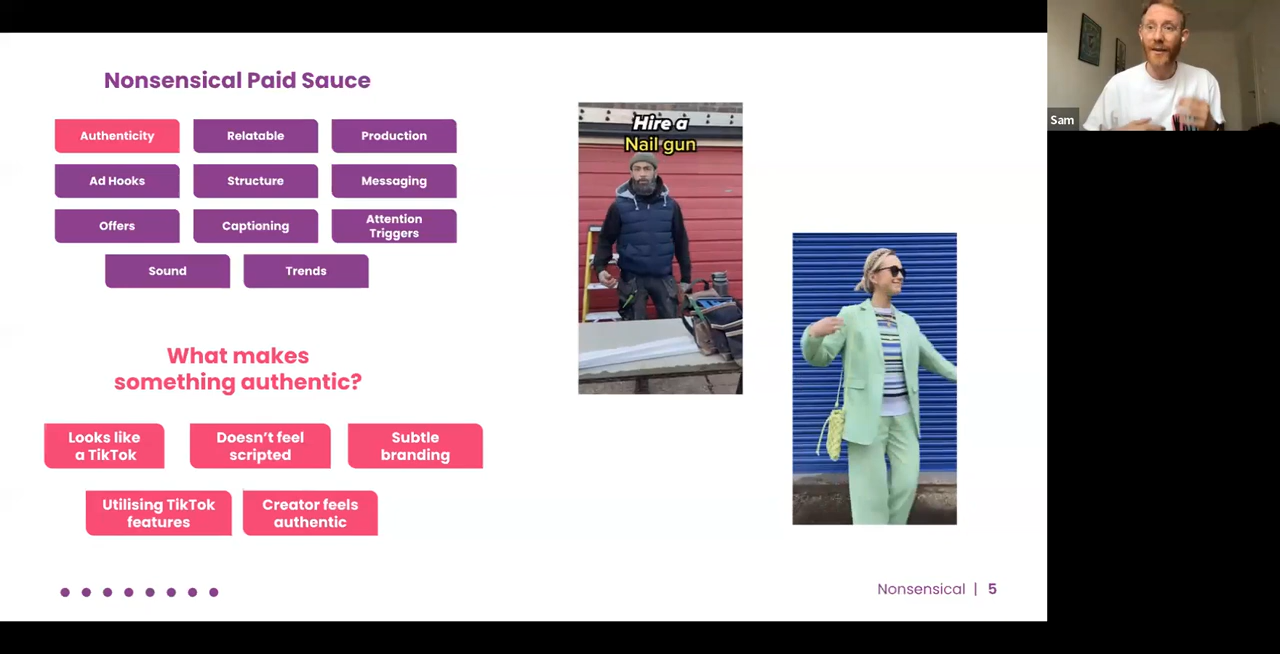 Nonsensical Paid Sauce
Authenticity
Relatable
Production
Ad Hooks
Structure
Messaging
Offers
Captioning
Attention
Triggers
Sound
Trends
What makes
something authentic?
Looks like
a TikTok
Doesn't feel
scripted
Subtle
branding
Utilising TikTok
features
Creator feels
authentic
Hire a
Nail gun
Nonsensical | 5
Sam